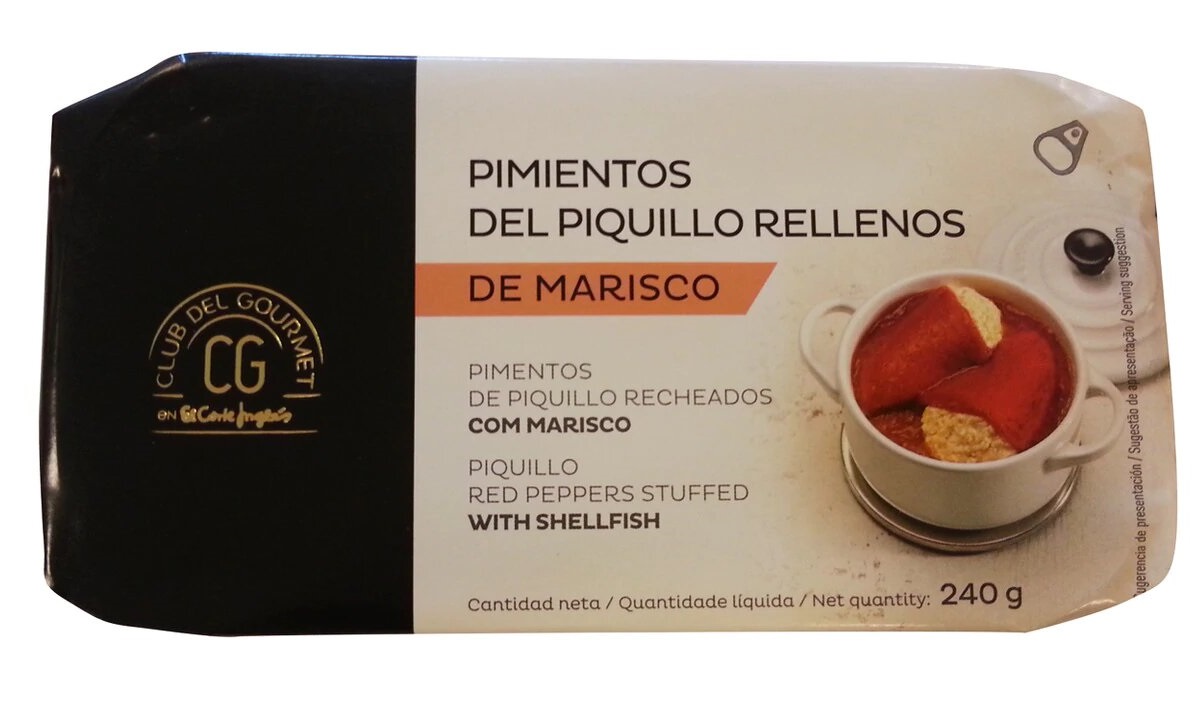 CLUB DEL GOURMET
CG
EN El Corte Inglés
PIMIENTOS
DEL PIQUILLO RELLENOS
DE MARISCO
PIMENTOS
DE PIQUILLO RECHEADOS
COM MARISCO
PIQUILLO
RED PEPPERS STUFFED
WITH SHELLFISH
Cantidad neta / Quantidade líquida / Net quantity: 240 g
ugerencia de presentación / Sugestão de apresentação / Serving suggestion